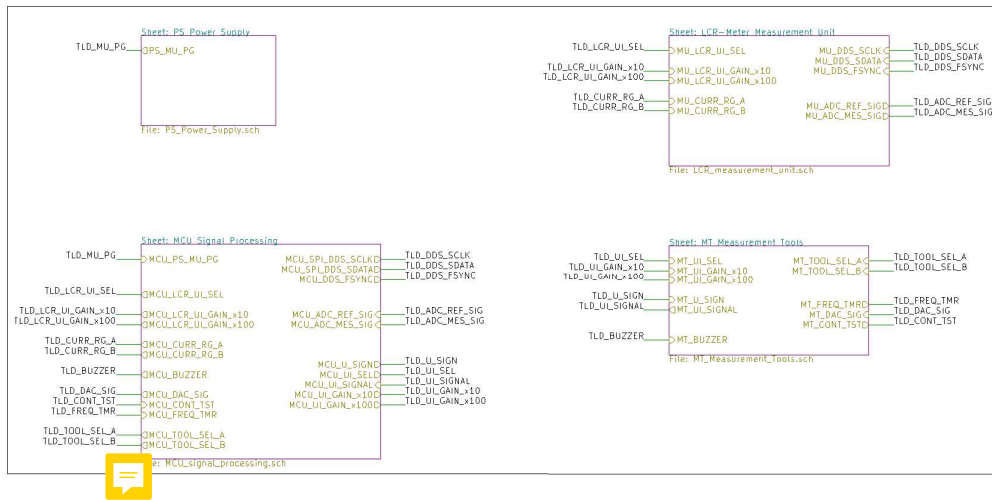 Sheet: PS Power Supply
TLD_MU_PG
PS_MU_PG
File: PS_Power_Supply.sch
Sheet: LCR-Meter Measurement Unit
TLD_LCR_UI_SEL
MU_LCR_UI_SEL
TLD_LCR_UI_GAIN_x10
MU_LCR_UI_GAIN_x10
TLD_LCR_UI_GAIN_x100
MU_LCR_UI_GAIN_x100
TLD_CURR_RG_A
MU_CURR_RG_A
TLD_CURR_RG_B
MU_CURR_RG_B
MU_DDS_SCLK
TLD_DDS_SCLK
MU_DDS_SDATA
TLD_DDS_SDATA
MU_DDS_FSYNC
TLD_DDS_FSYNC
MU_ADC_REF_SIG
TLD_ADC_REF_SIG
MU_ADC_MES_SIG
TLD_ADC_MES_SIG
File: LCR_measurement_unit.sch
Sheet: MCU Signal Processing
TLD_MU_PG
MCU_PS_MU_PG
TLD_LCR_UI_SEL
MCU_LCR_UI_SEL
TLD_LCR_UI_GAIN_x10
MCU_LCR_UI_GAIN_x10
TLD_LCR_UI_GAIN_x100
MCU_LCR_UI_GAIN_x100
TLD_CURR_RG_A
MCU_CURR_RG_A
TLD_CURR_RG_B
MCU_CURR_RG_B
TLD_BUZZER
MCU_BUZZER
TLD_DAC_SIG
MCU_DAC_SIG
TLD_CONT_TST
MCU_CONT_TST
TLD_FREQ_TMR
MCU_FREQ_TMR
TLD_TOOL_SEL_A
MCU_TOOL_SEL_A
TLD_TOOL_SEL_B
MCU_TOOL_SEL_B
MCU_SPI_DDS_SCLK
TLD_DDS_SCLK
MCU_SPI_DDS_SDATA
TLD_DDS_SDATA
MCU_DDS_FSYNC
TLD_DDS_FSYNC
MCU_ADC_REF_SIG
TLD_ADC_REF_SIG
MCU_ADC_MES_SIG
TLD_ADC_MES_SIG
MCU_U_SIGN
TLD_U_SIGN
MCU_UI_SEL
TLD_UI_SEL
MCU_UI_SIGNAL
TLD_UI_SIGNAL
MCU_UI_GAIN_x10
TLD_UI_GAIN_x10
MCU_UI_GAIN_x100
TLD_UI_GAIN_x100
File: MCU_signal_processing.sch
Sheet: MT Measurement Tools
TLD_UI_SEL
MT_UI_SEL
TLD_UI_GAIN_x10
MT_UI_GAIN_x10
TLD_UI_GAIN_x100
MT_UI_GAIN_x100
TLD_U_SIGN
MT_U_SIGN
TLD_UI_SIGNAL
MT_UI_SIGNAL
TLD_BUZZER
MT_BUZZER
MT_TOOL_SEL_A
TLD_TOOL_SEL_A
MT_TOOL_SEL_B
TLD_TOOL_SEL_B
MT_FREQ_TMR
TLD_FREQ_TMR
MT_DAC_SIG
TLD_DAC_SIG
MT_CONT_TST
TLD_CONT_TST
File: MT_Measurement_Tools.sch